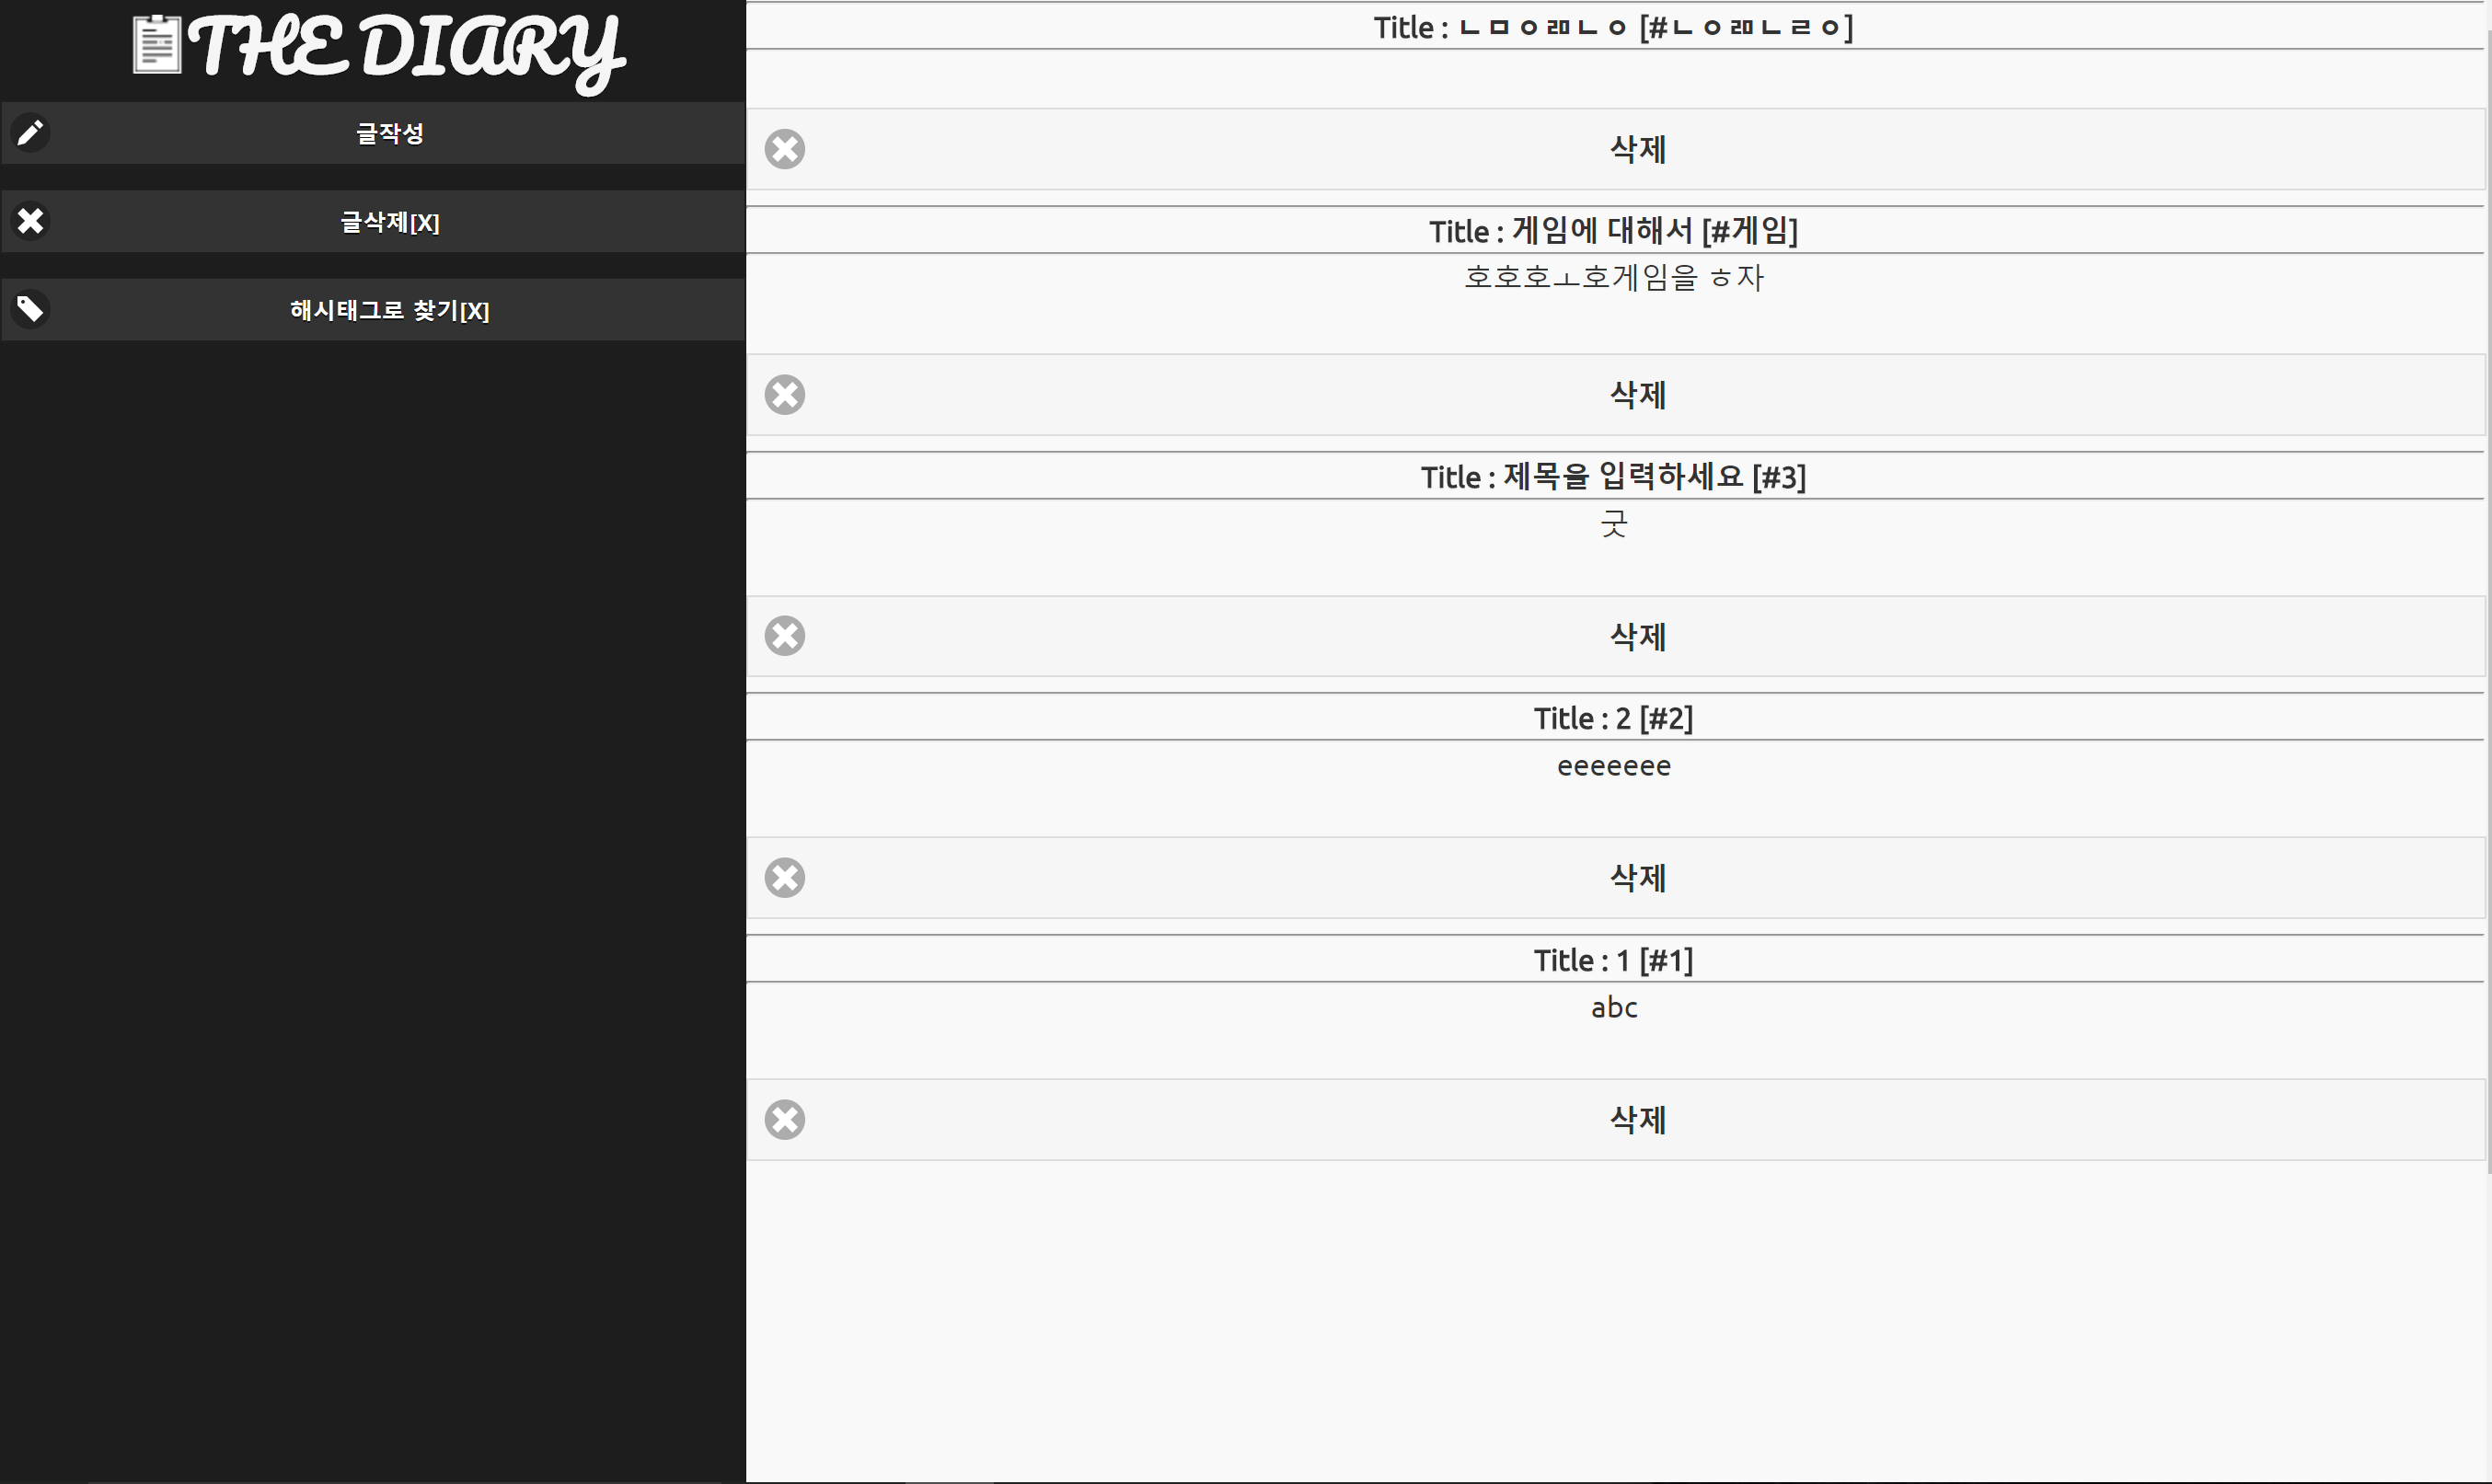 THE DIARY
글작성
글삭제[X]
해시태그로 찾기[X]
Title : ㄴㅁㅇㄻㄴㅇ [#ㄴㅇㄻㄴㄹㅇ]
삭제
Title : 게임에 대해서 [#게임]
호호호ㅗ호게임을 ㅎ자
삭제
Title : 제목을 입력하세요 [#3]
굿
삭제
Title : 2 [#2]
eeeeeee
삭제
Title : 1 [#1]
abc
삭제